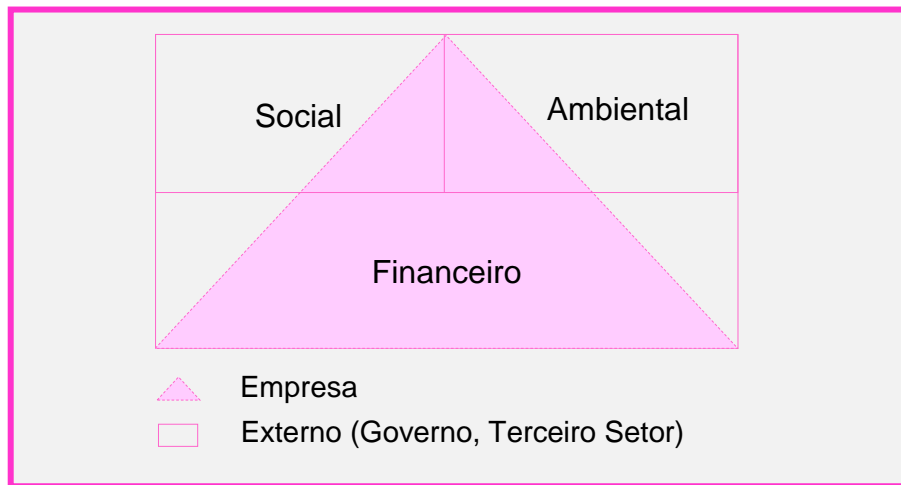 Social
Ambiental
Financeiro
Empresa
Externo (Governo, Terceiro Setor)